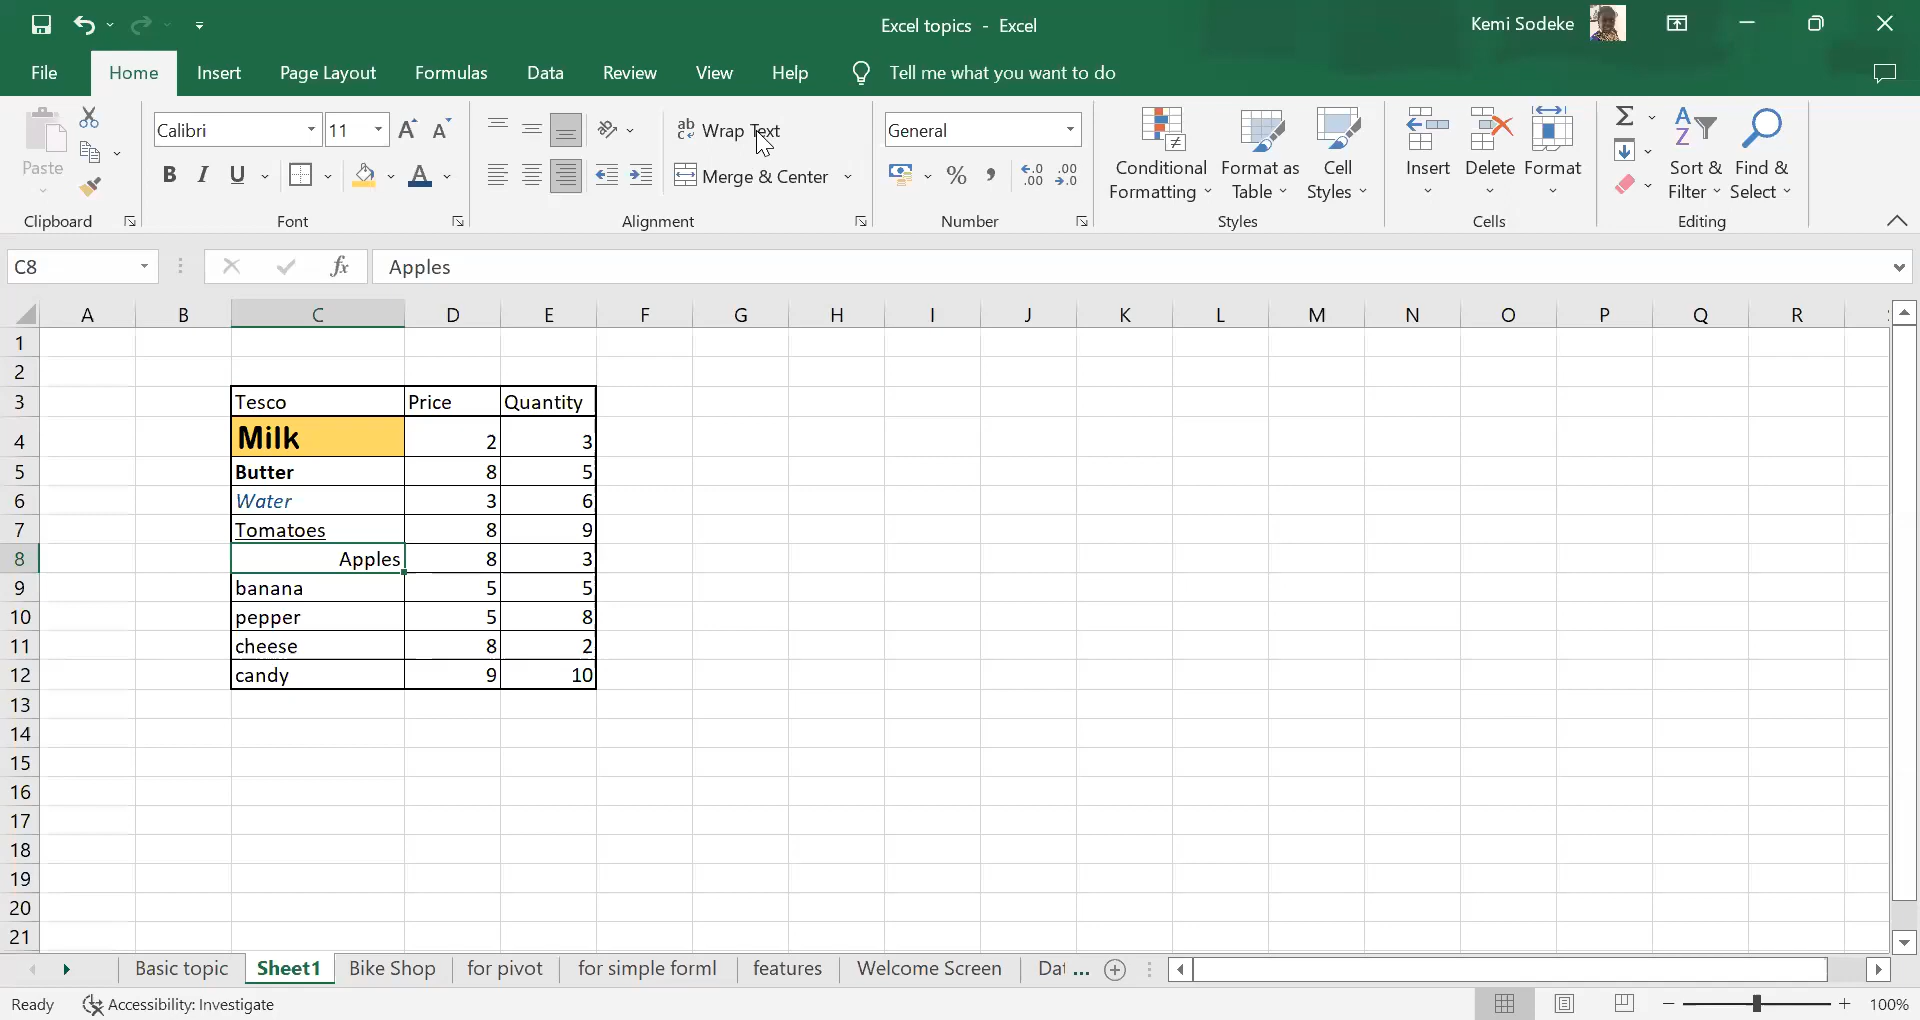 Excel topics - Excel
Kemi Sodeke
File Home Insert Page Layout Formulas Data Review View Help Tell me what you want to do
Paste
Clipboard
Calibri 11
B I U A
Font
Wrap Text
Merge & Center
Alignment
General
% ,
Number
Conditional Formatting
Format as Table
Cell Styles
Styles
Insert
Delete
Format
Cells
Σ
Sort & Filter
Find & Select
Editing
C8 fx Apples
A B C D E F G H I J K L M N O P Q R
1
2
3 Tesco Price Quantity
4 Milk 2 3
5 Butter 8 5
6 Water 3 6
7 Tomatoes 8 9
8 Apples 8 3
9 banana 5 5
10 pepper 5 8
11 cheese 8 2
12 candy 9 10
13
14
15
16
17
18
19
20
21
Basic topic Sheet1 Bike Shop for pivot for simple forml features Welcome Screen Dat ...
Ready Accessibility: Investigate 100%